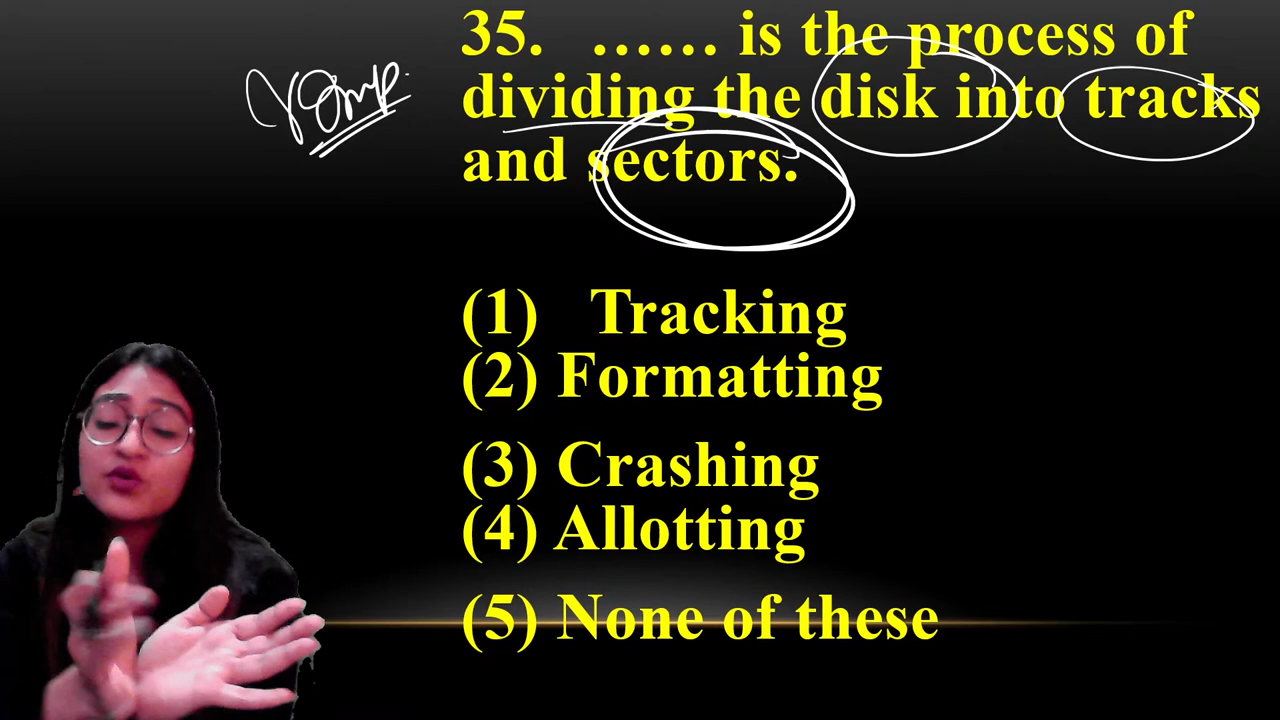 35. ...... is the process of
dividing the disk into tracks
and sectors.
V Imp.
(1) Tracking
(2) Formatting
(3) Crashing
(4) Allotting
(5) None of these